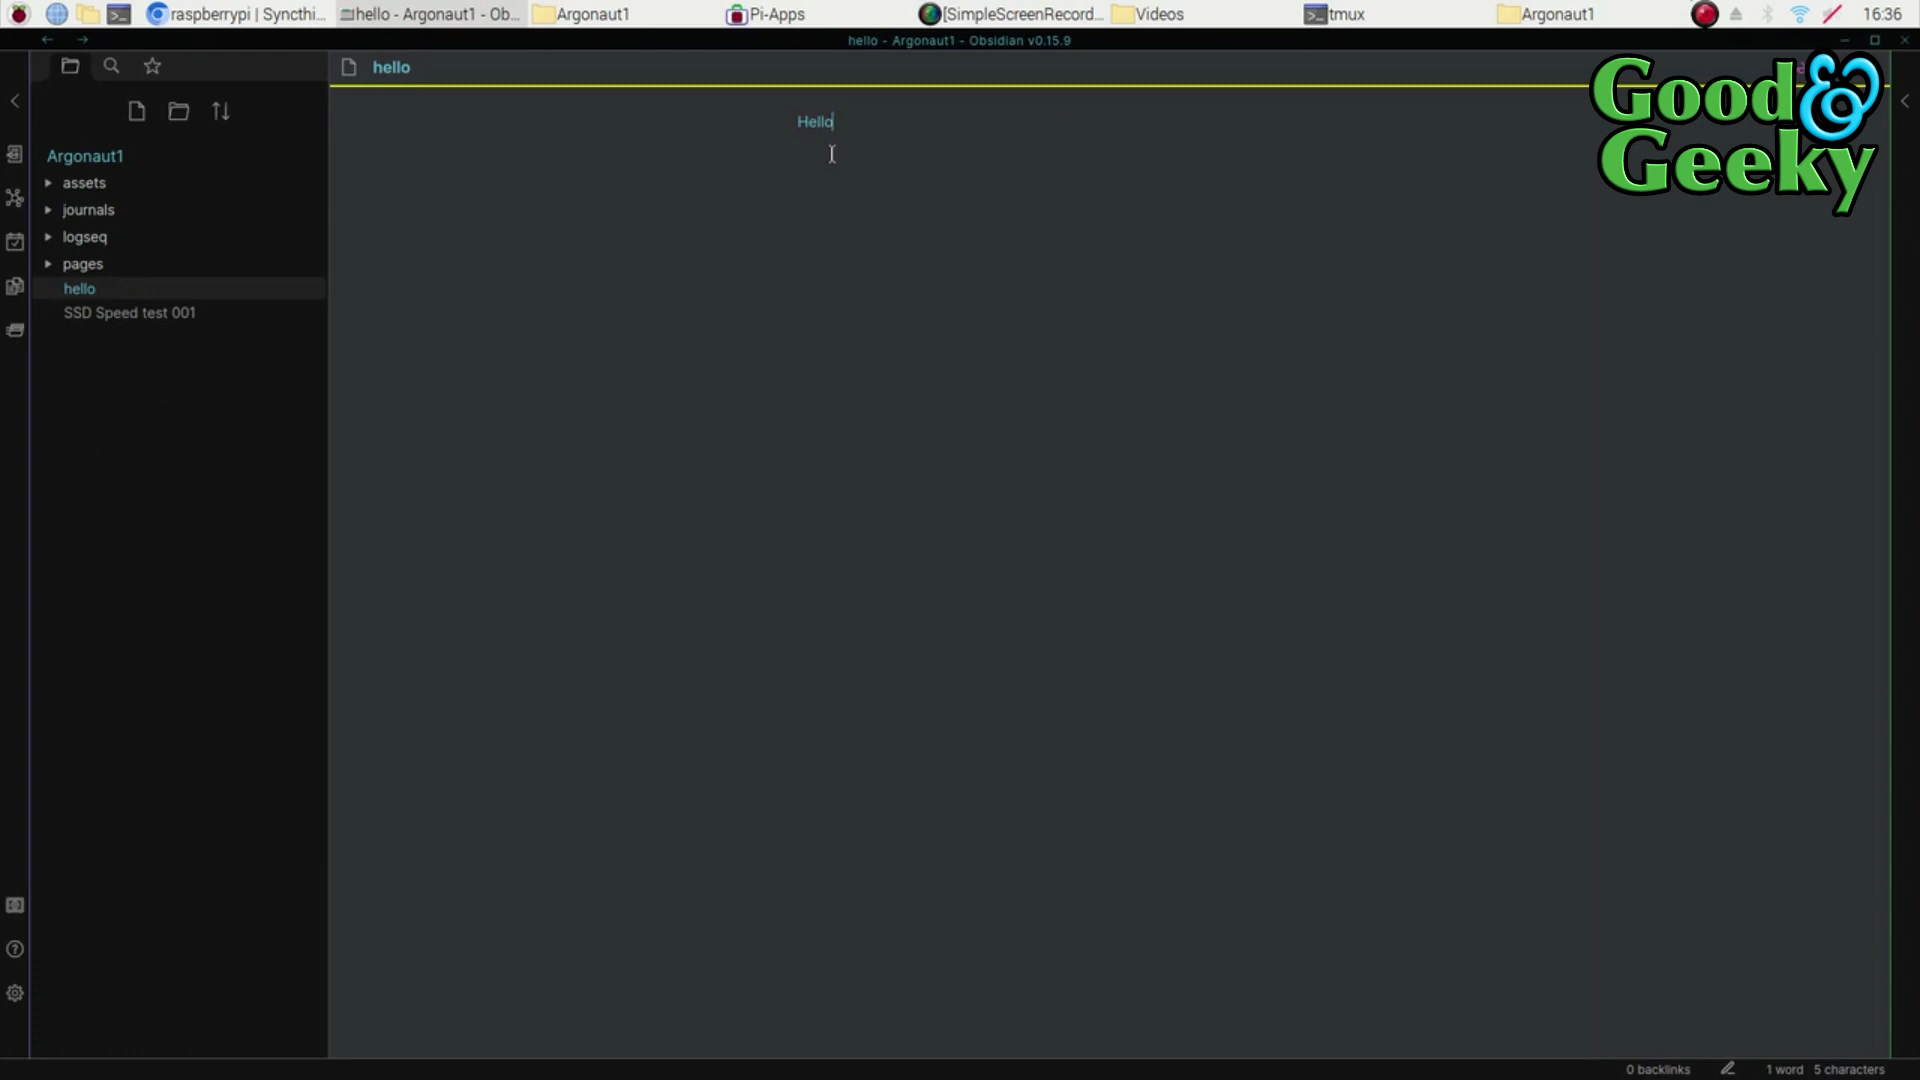 raspberrypi | Syncthi...
hello - Argonaut1 - Ob...
Argonaut1
Pi-Apps
[SimpleScreenRecord...
Videos
tmux
Argonaut1
16:36
hello - Argonaut1 - Obsidian v0.15.9
hello
Good&
Geeky
Hello
Argonaut1
assets
journals
logseq
pages
hello
SSD Speed test 001
0 backlinks
1 word
5 characters